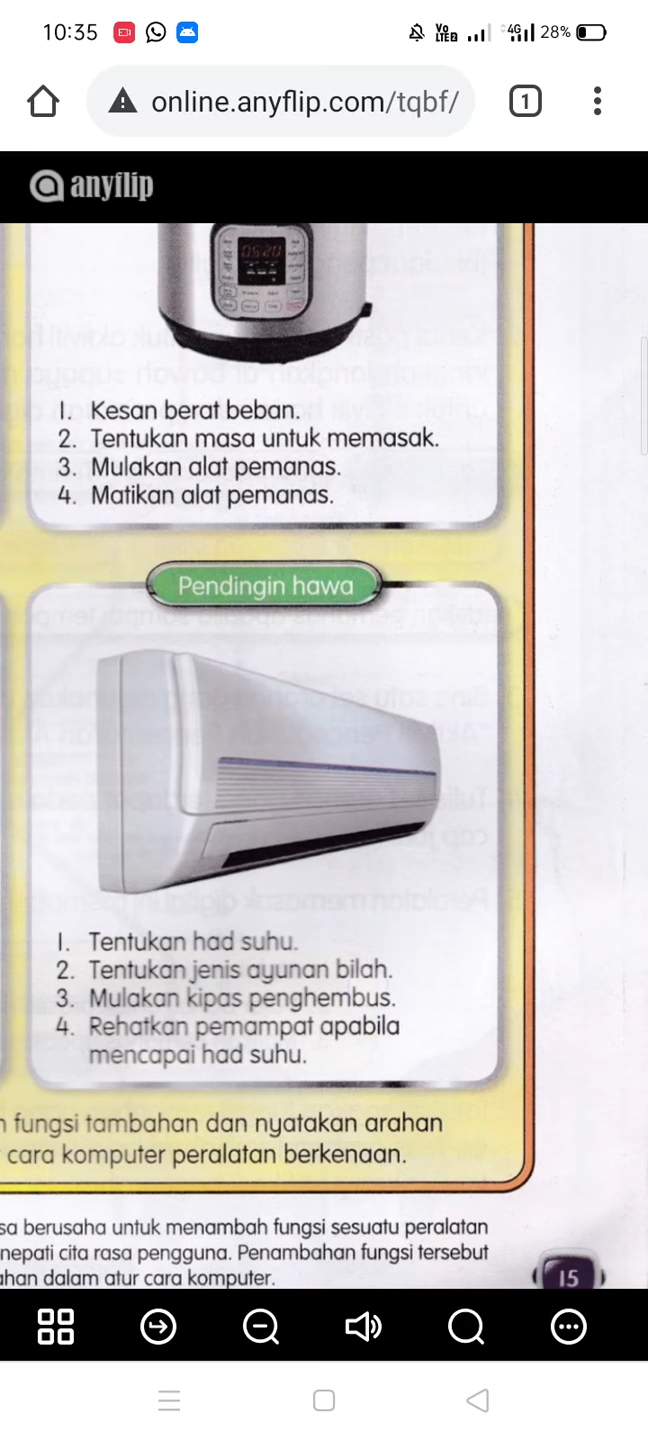 10:35
Vo
LTE2
4G
28%
online.anyflip.com/tqbf/
1
anyflip
0520
1. Kesan berat beban.
2. Tentukan masa untuk memasak.
3. Mulakan alat pemanas.
4. Matikan alat pemanas.
Pendingin hawa
1. Tentukan had suhu.
2. Tentukan jenis ayunan bilah.
3. Mulakan kipas penghembus.
4. Rehatkan pemampat apabila
mencapai had suhu.
fungsi tambahan dan nyatakan arahan
cara komputer peralatan berkenaan.
sa berusaha untuk menambah fungsi sesuatu peralatan
nepati cita rasa pengguna. Penambahan fungsi tersebut
ahan dalam atur cara komputer.
15